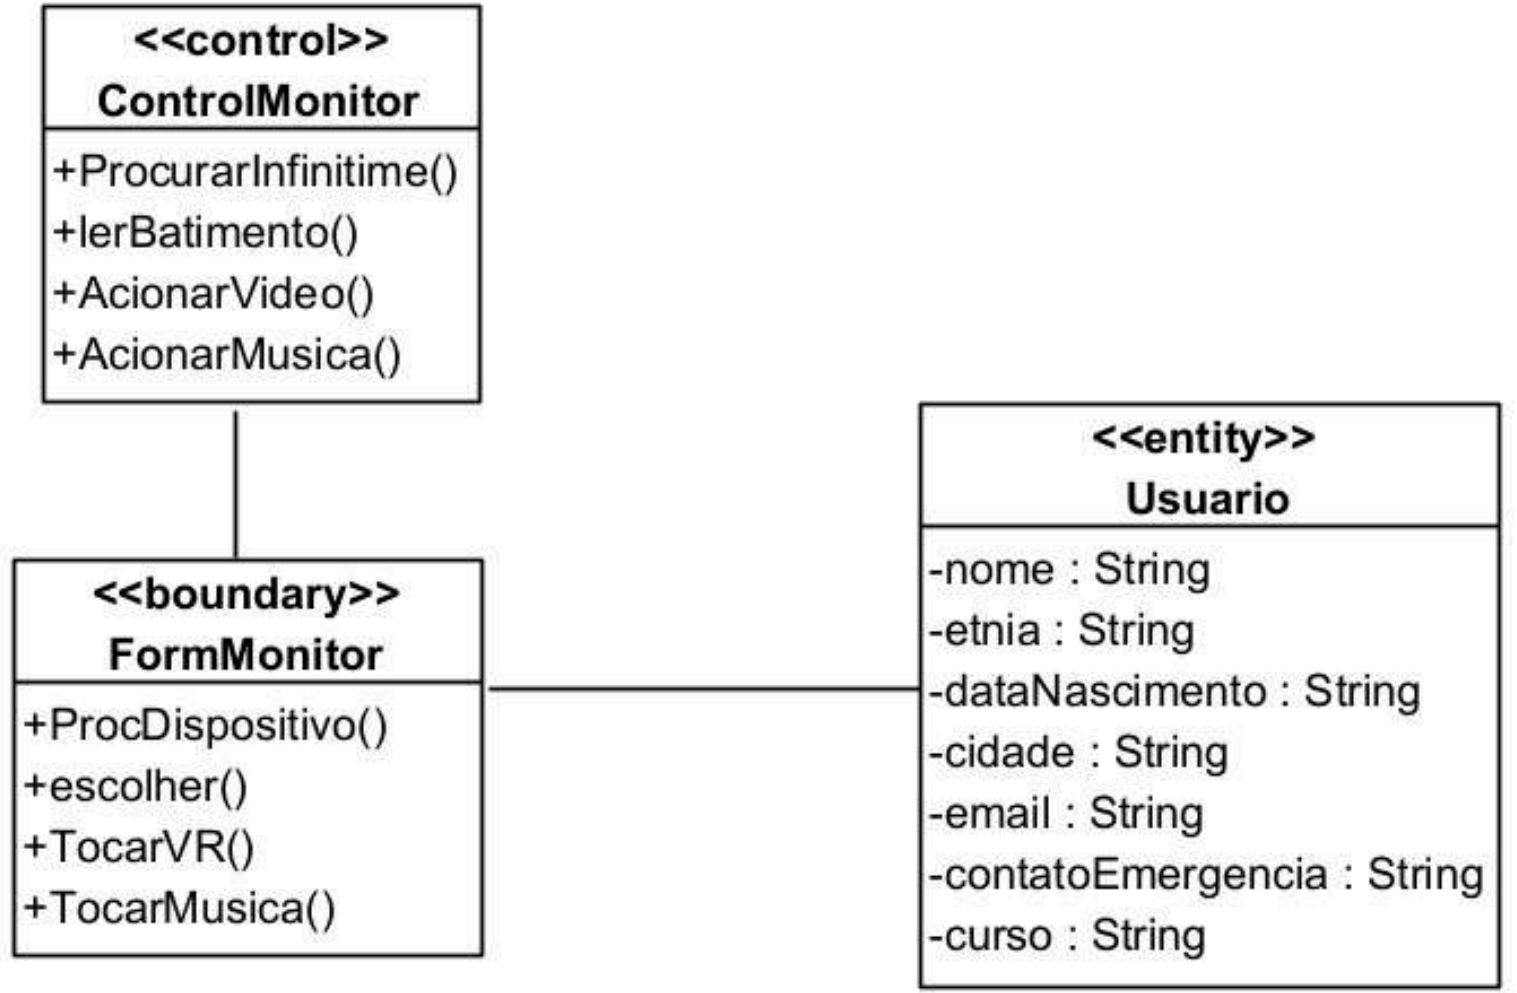 <<control>>
ControlMonitor
+ProcurarInfinitime()
+lerBatimento()
+AcionarVideo()
+AcionarMusica()
<<boundary>>
FormMonitor
+ProcDispositivo()
+escolher()
+TocarVR()
+TocarMusica()
<<entity>>
Usuario
-nome : String
-etnia : String
-dataNascimento : String
-cidade : String
-email : String
-contatoEmergencia : String
-curso : String